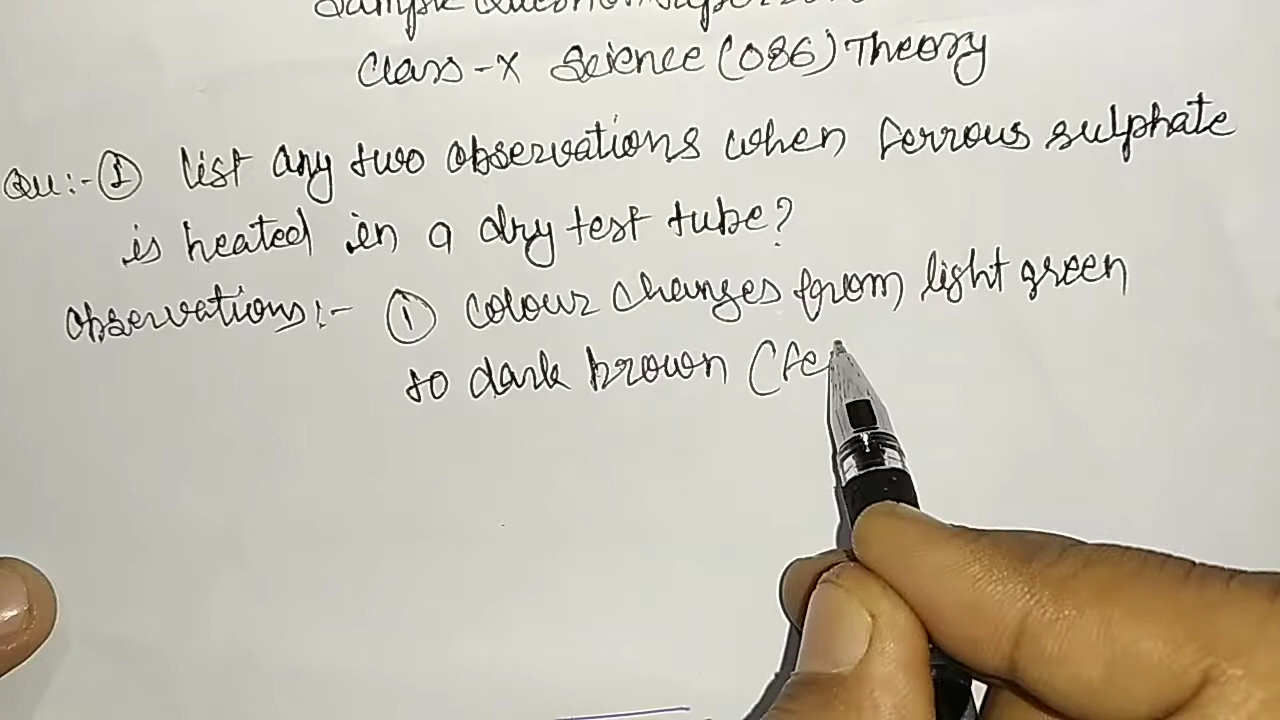 Class-X Science (086) Theory
Qu:-① List any two observations when ferrous sulphate
is heated in a dry test tube?
Observations:- ① Colour changes from light green
to dark brown (Fe